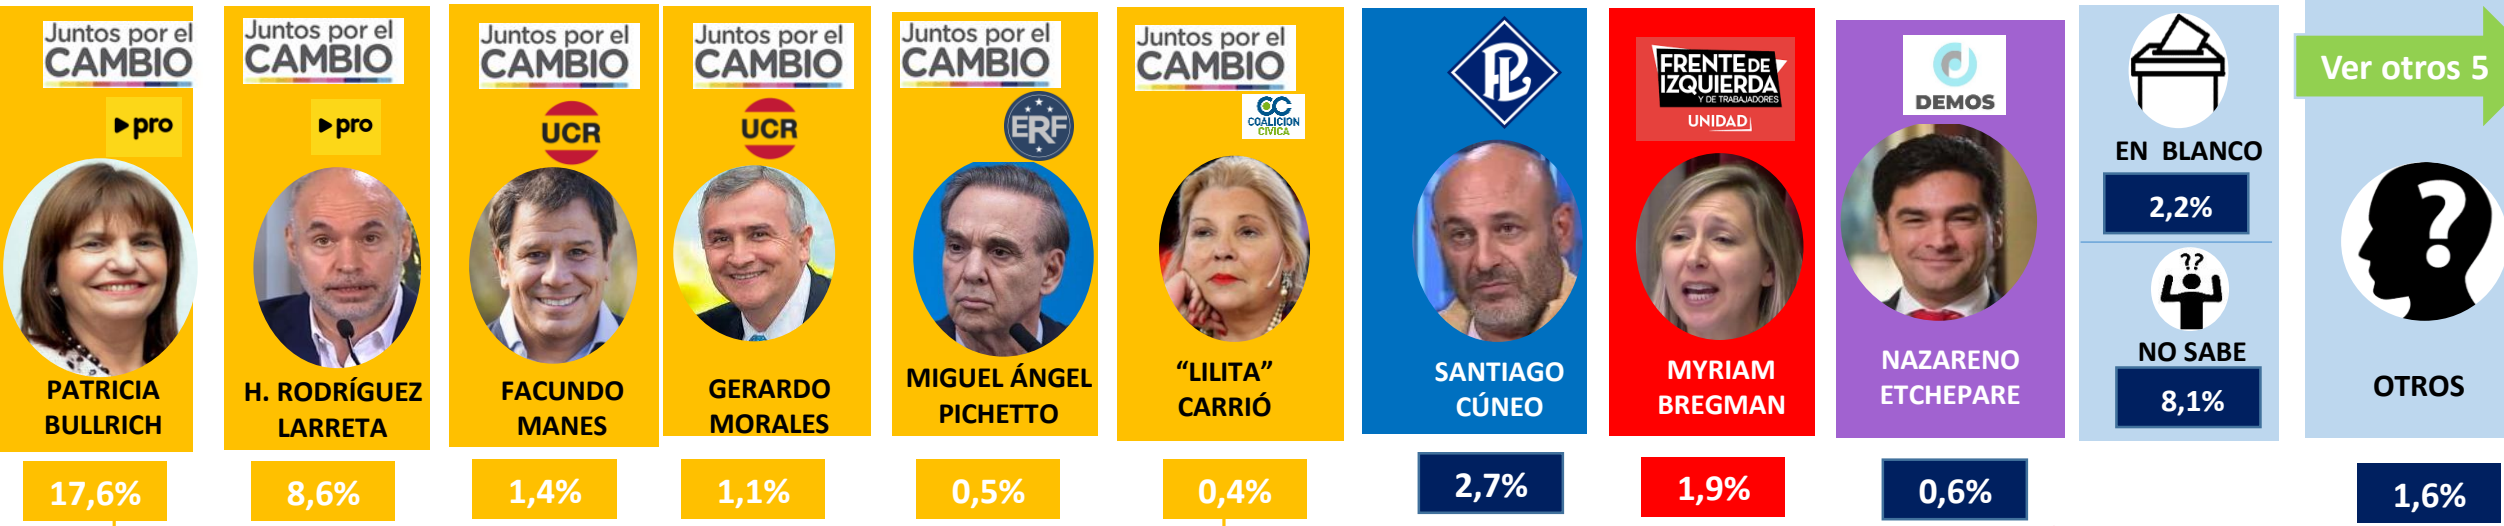 Juntos por el
CAMBIO
pro
PATRICIA
BULLRICH
17,6%
Juntos por el
CAMBIO
pro
H. RODRÍGUEZ
LARRETA
8,6%
Juntos por el
CAMBIO
UCR
FACUNDO
MANES
1,4%
Juntos por el
CAMBIO
UCR
GERARDO
MORALES
1,1%
Juntos por el
CAMBIO
ERF
MIGUEL ÁNGEL
PICHETTO
0,5%
Juntos por el
CAMBIO
CC
COALICION
CIVICA
“LILITA”
CARRIÓ
0,4%
PL
SANTIAGO
CÚNEO
2,7%
FRENTE DE
IZQUIERDA
Y DE TRABAJADORES
UNIDAD
MYRIAM
BREGMAN
1,9%
d
DEMOS
NAZARENO
ETCHEPARE
0,6%
EN BLANCO
2,2%
??
NO SABE
8,1%
Ver otros 5
?
OTROS
1,6%